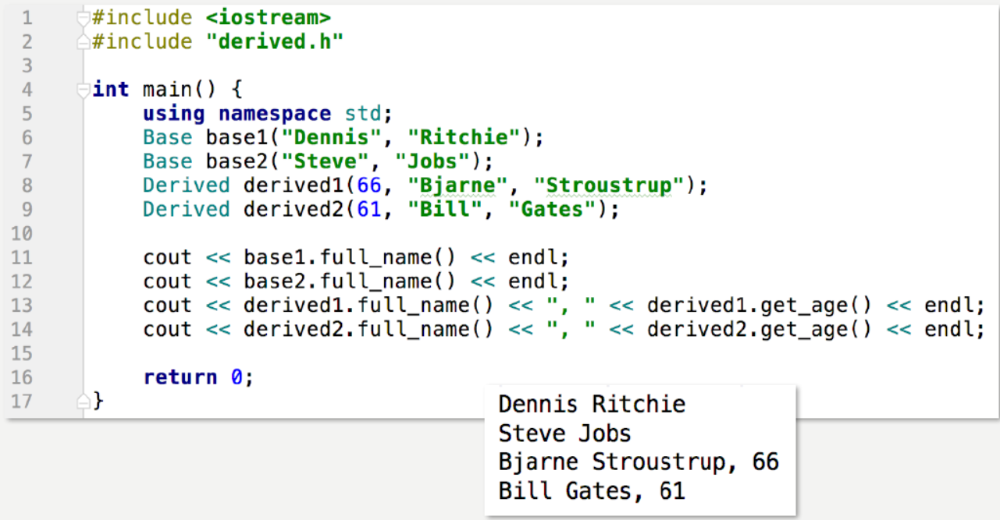 1 #include <iostream>
2 #include "derived.h"
3
4 int main() {
5     using namespace std;
6     Base base1("Dennis", "Ritchie");
7     Base base2("Steve", "Jobs");
8     Derived derived1(66, "Bjarne", "Stroustrup");
9     Derived derived2(61, "Bill", "Gates");
10
11     cout << base1.full_name() << endl;
12     cout << base2.full_name() << endl;
13     cout << derived1.full_name() << ", " << derived1.get_age() << endl;
14     cout << derived2.full_name() << ", " << derived2.get_age() << endl;
15
16     return 0;
17 }
Dennis Ritchie
Steve Jobs
Bjarne Stroustrup, 66
Bill Gates, 61